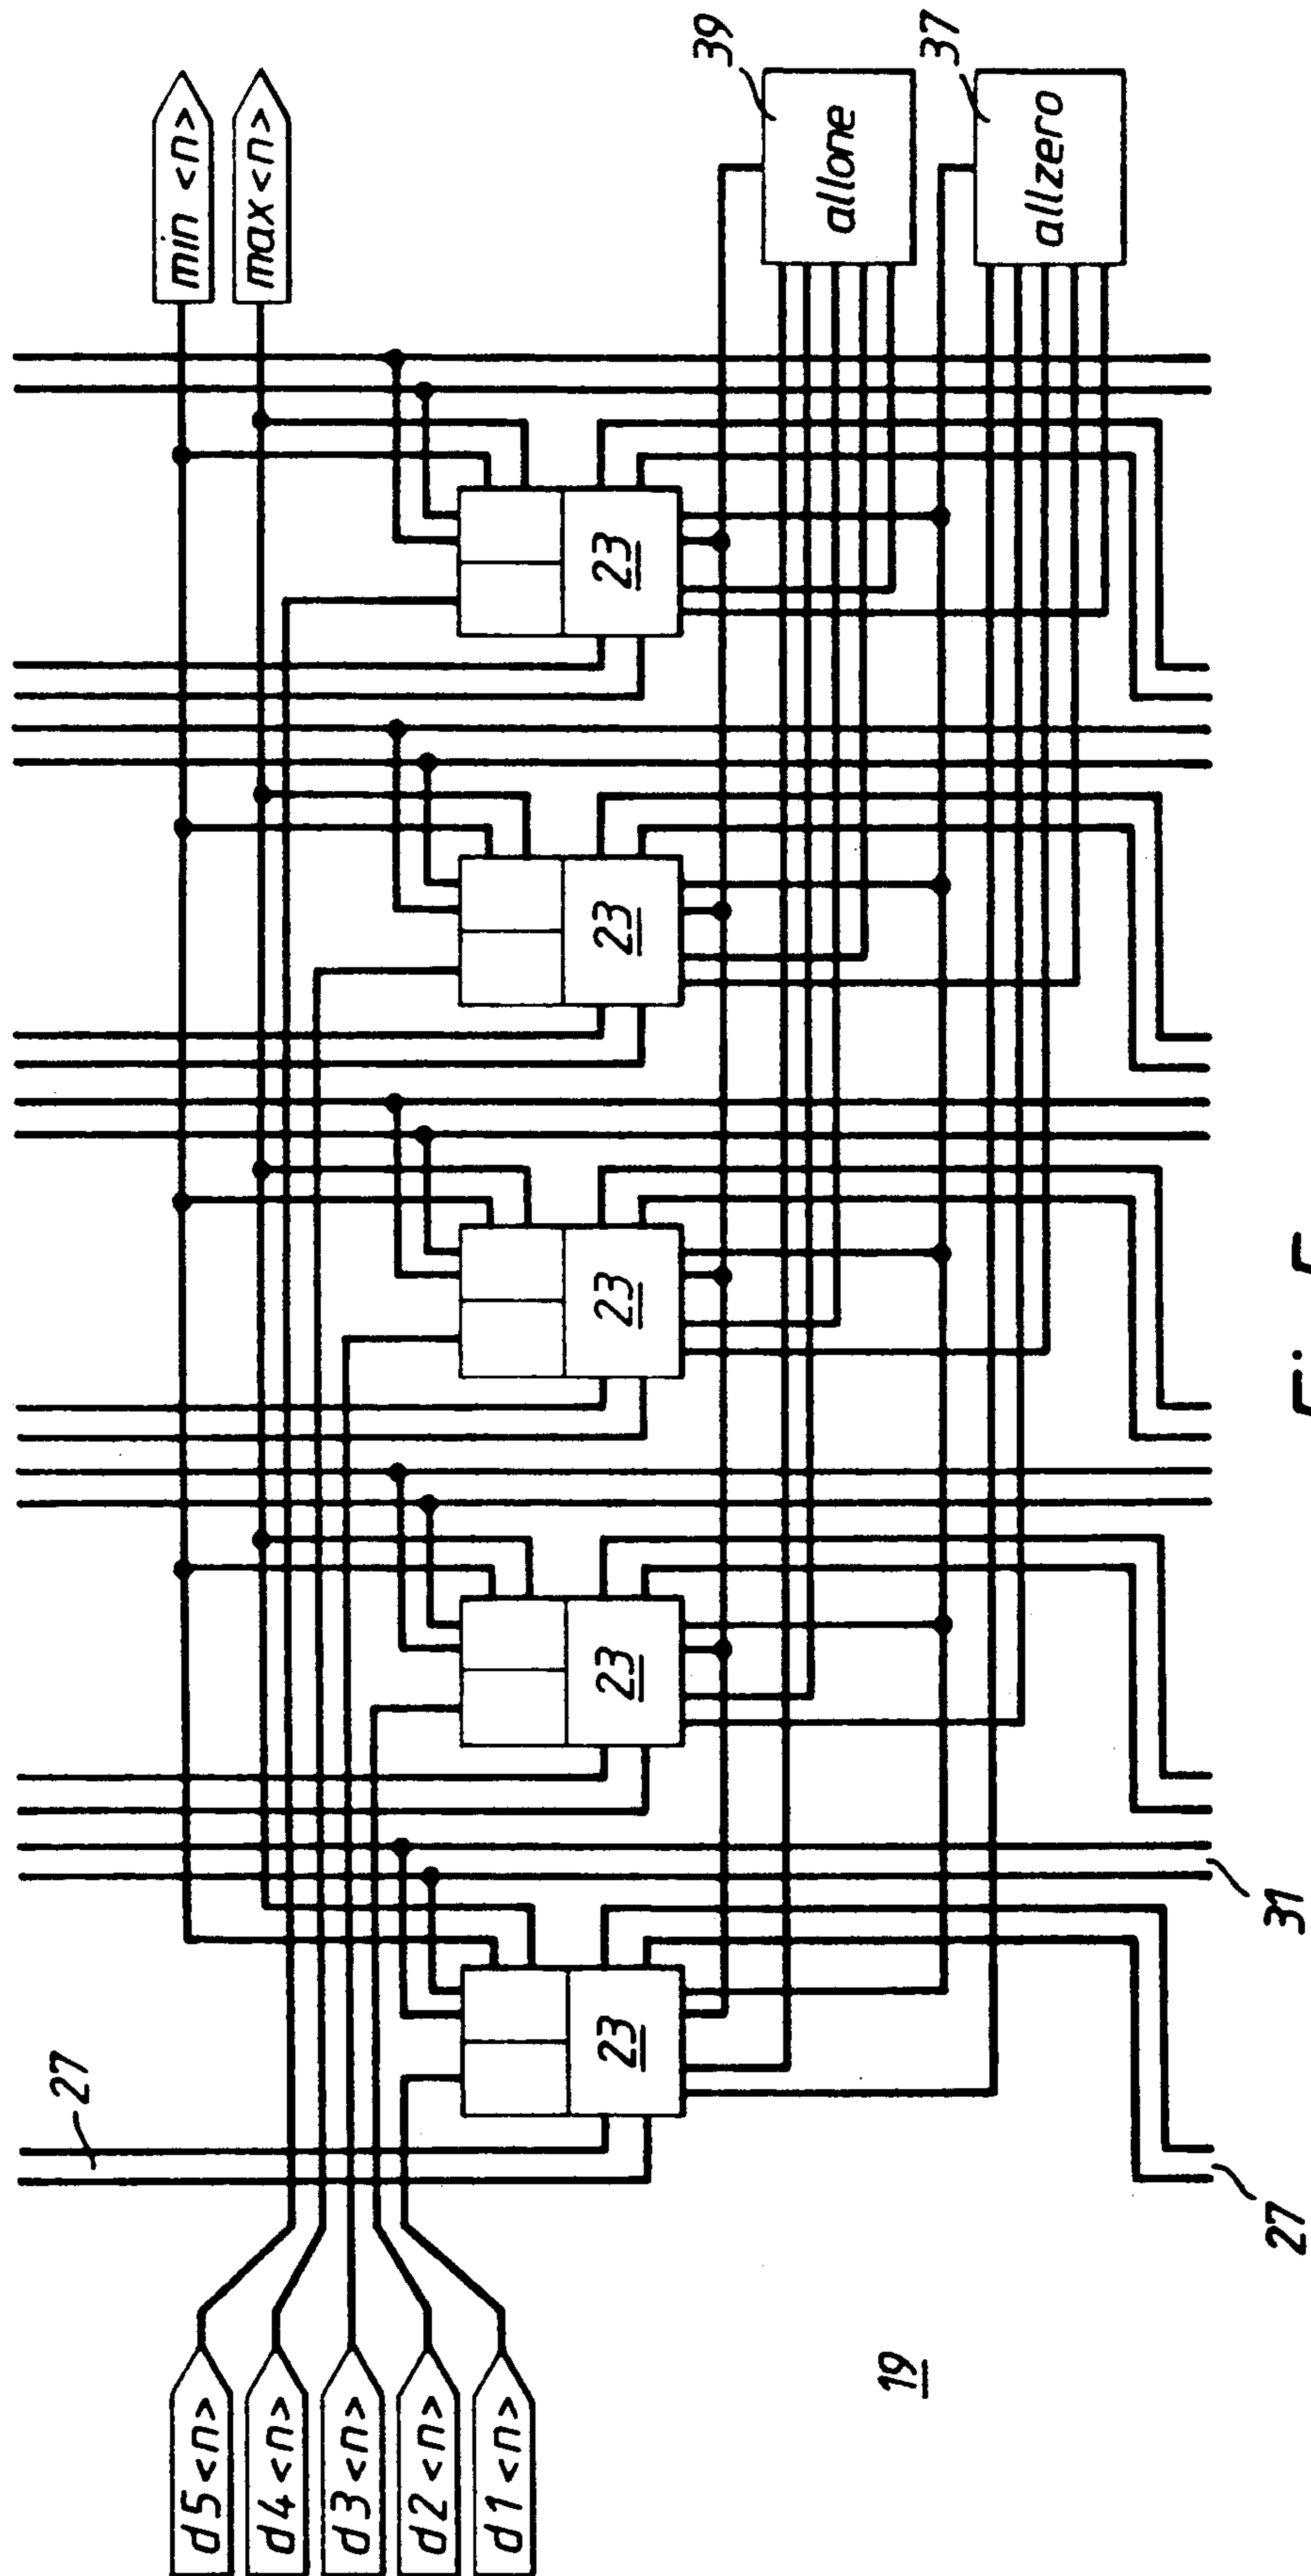 min <n>
max <n>
39
allone
37
allzero
23
23
23
23
23
27
31
27
d5 <n>
d4 <n>
d3 <n>
d2 <n>
d1 <n>
19